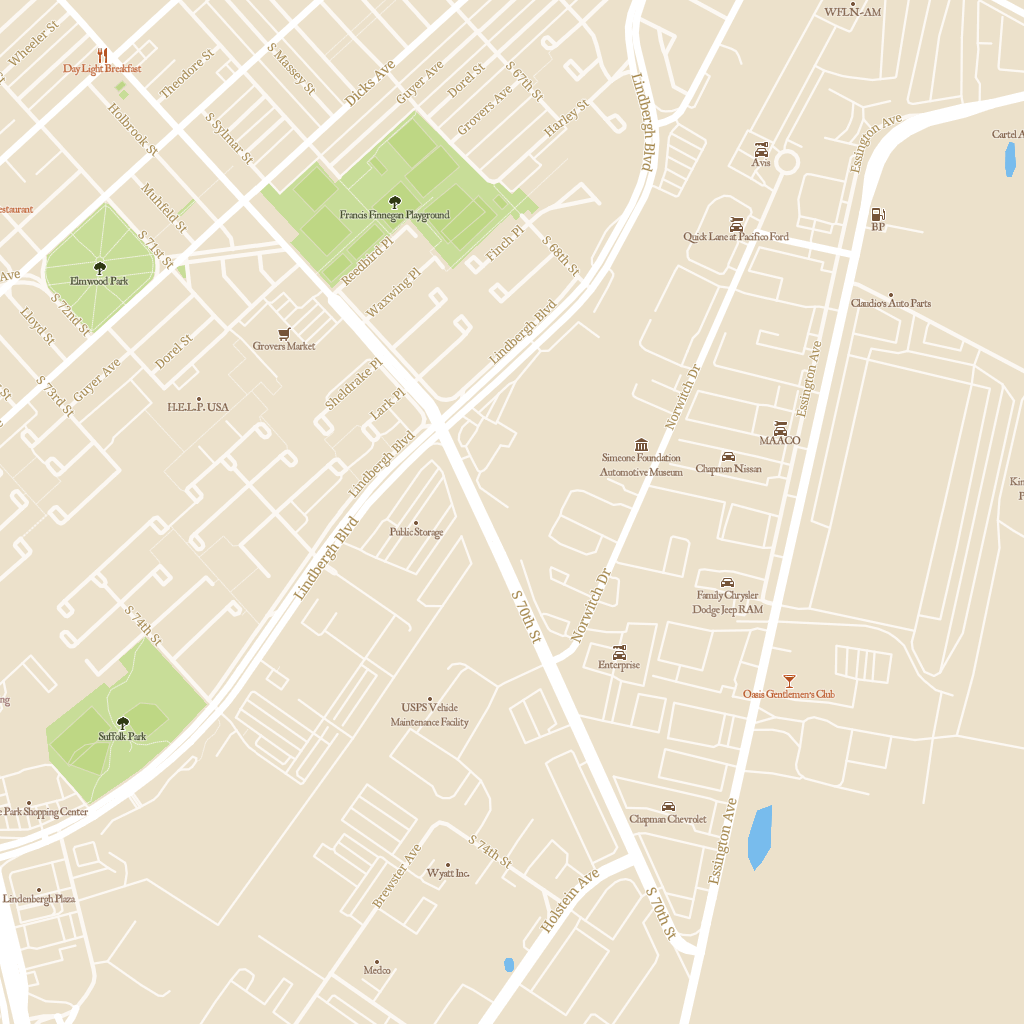 WFLN-AM
Wheeler St
Day Light Breakfast
Theodore St
S Massey St
Dicks Ave
Guyer Ave
Dorel St
S 67th St
Grovers Ave
Harley St
Lindbergh Blvd
Essington Ave
Cartel A
Holbrook St
S Sylmar St
Avis
Muhfeld St
estaurant
Francis Finnegan Playground
BP
Quick Lane at Pacifico Ford
S 71st St
Reedbird Pl
Finch Pl
S 68th St
Ave
Elmwood Park
Waxwing Pl
Claudio's Auto Parts
S 72nd St
Lloyd St
Lindbergh Blvd
Grovers Market
Dorel St
Guyer Ave
S 73rd St
St
Sheldrake Pl
Lark Pl
Norwitch Dr
Essington Ave
H.E.L.P. USA
MAACO
Simeone Foundation
Automotive Museum
Chapman Nissan
Lindbergh Blvd
Kin
P
Public Storage
Lindbergh Blvd
S 70th St
Norwitch Dr
Family Chrysler
Dodge Jeep RAM
S 74th St
Enterprise
Oasis Gentlemen's Club
ng
USPS Vehicle
Maintenance Facility
Suffolk Park
e Park Shopping Center
Chapman Chevrolet
Essington Ave
S 74th St
Brewster Ave
Wyatt Inc.
Holstein Ave
S 70th St
Lindenbergh Plaza
Medco